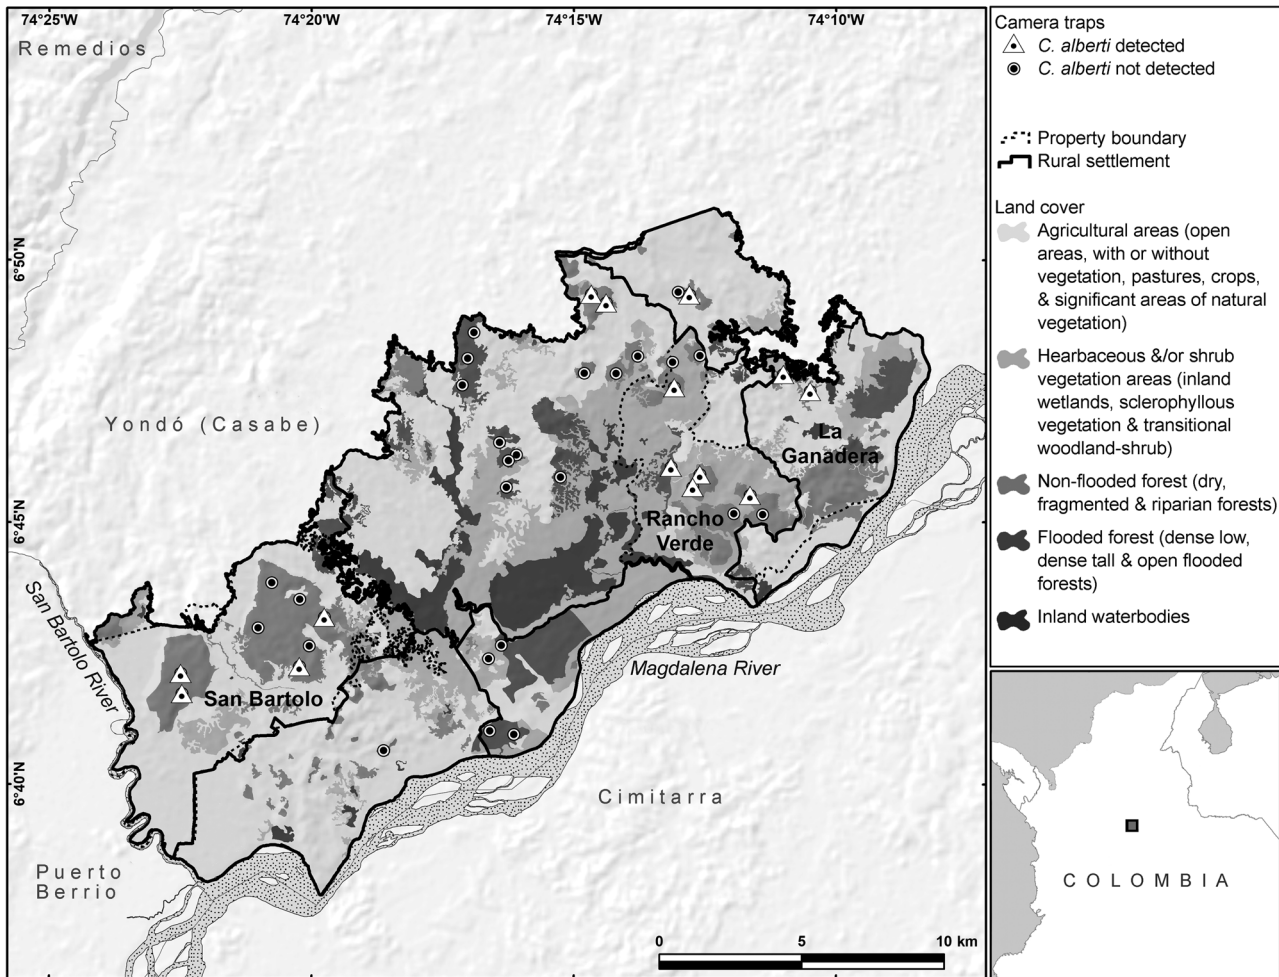 74°25'W
74°20'W
74°15'W
74°10'W
Remedios
6°50'N
Yondó (Casabe)
La
Ganadera
6°45'N
Rancho
Verde
San Bartolo River
San Bartolo
Magdalena River
6°40'N
Cimitarra
Puerto
Berrio
0 5 10 km
Camera traps
C. alberti detected
C. alberti not detected
Property boundary
Rural settlement
Land cover
Agricultural areas (open
areas, with or without
vegetation, pastures, crops,
& significant areas of natural
vegetation)
Hearbaceous &/or shrub
vegetation areas (inland
wetlands, sclerophyllous
vegetation & transitional
woodland-shrub)
Non-flooded forest (dry,
fragmented & riparian forests)
Flooded forest (dense low,
dense tall & open flooded
forests)
Inland waterbodies
COLOMBIA